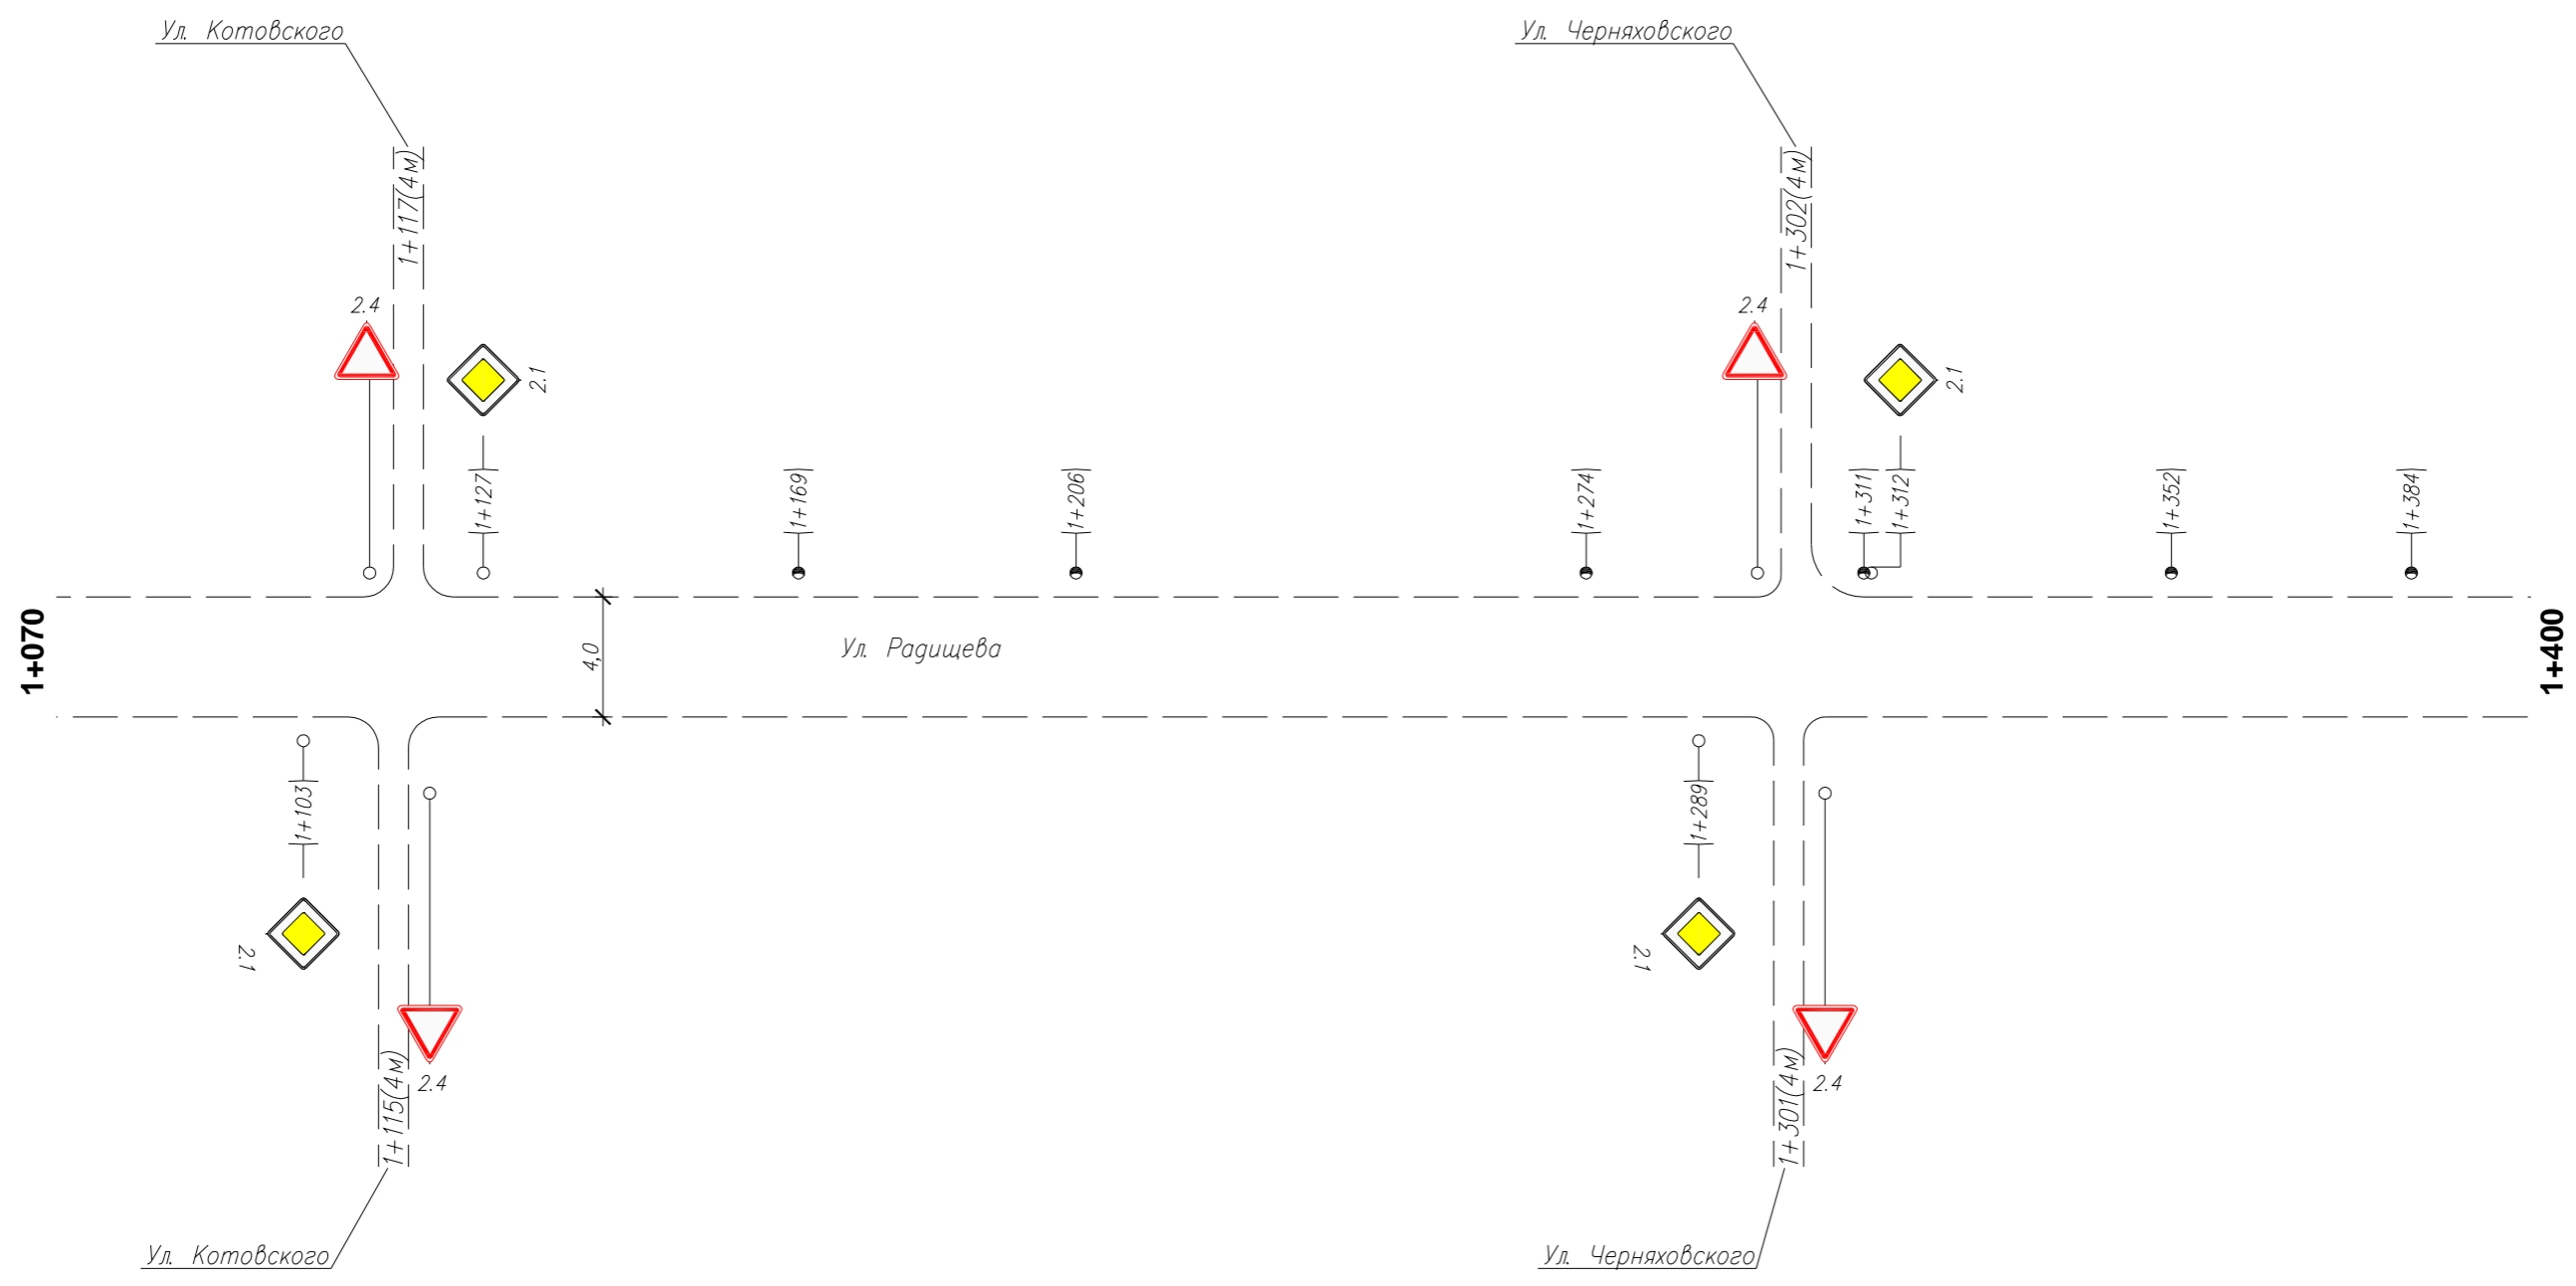 Ул. Котовского
Ул. Черняховского
1+117(4м)
1+302(4м)
2.4
2.1
2.4
2.1
1+127
1+169
1+206
1+274
1+311
1+312
1+352
1+384
1+070
4,0
Ул. Радищева
1+400
1+103
1+289
2.1
2.1
2.4
2.4
1+115(4м)
1+301(4м)
Ул. Котовского
Ул. Черняховского